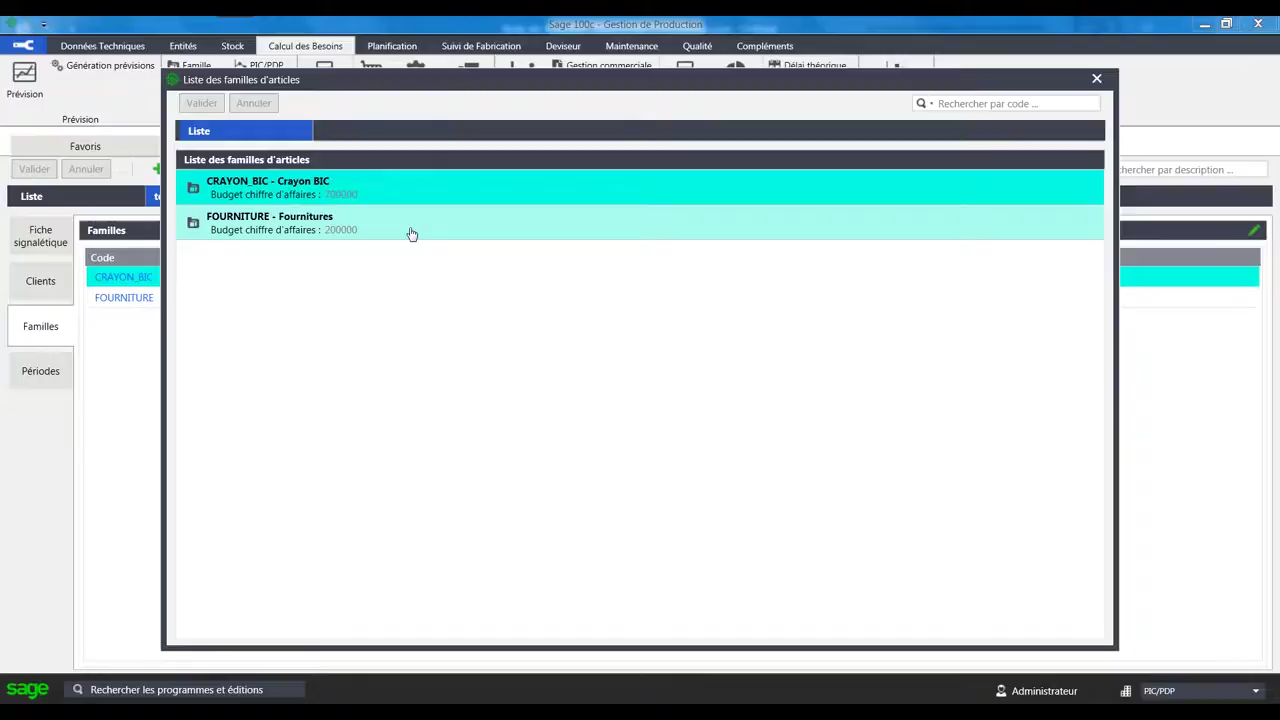 Sage 100c - Gestion de Production
Données Techniques Entités Stock Calcul des Besoins Planification Suivi de Fabrication Deviseur Maintenance Qualité Compléments
Génération prévisions Famille PIC/PDP Gestion commerciale Délai théorique
Prévision
Prévision
Liste des familles d'articles
Valider Annuler
Rechercher par code ...
Liste
Liste des familles d'articles
CRAYON_BIC - Crayon BIC
Budget chiffre d'affaires : 700000
FOURNITURE - Fournitures
Budget chiffre d'affaires : 200000
Favoris
Valider Annuler
chercher par description ...
Liste
Fiche signalétique
Clients
Familles
Périodes
Familles
Code
CRAYON_BIC
FOURNITURE
sage
Rechercher les programmes et éditions
Administrateur
PIC/PDP